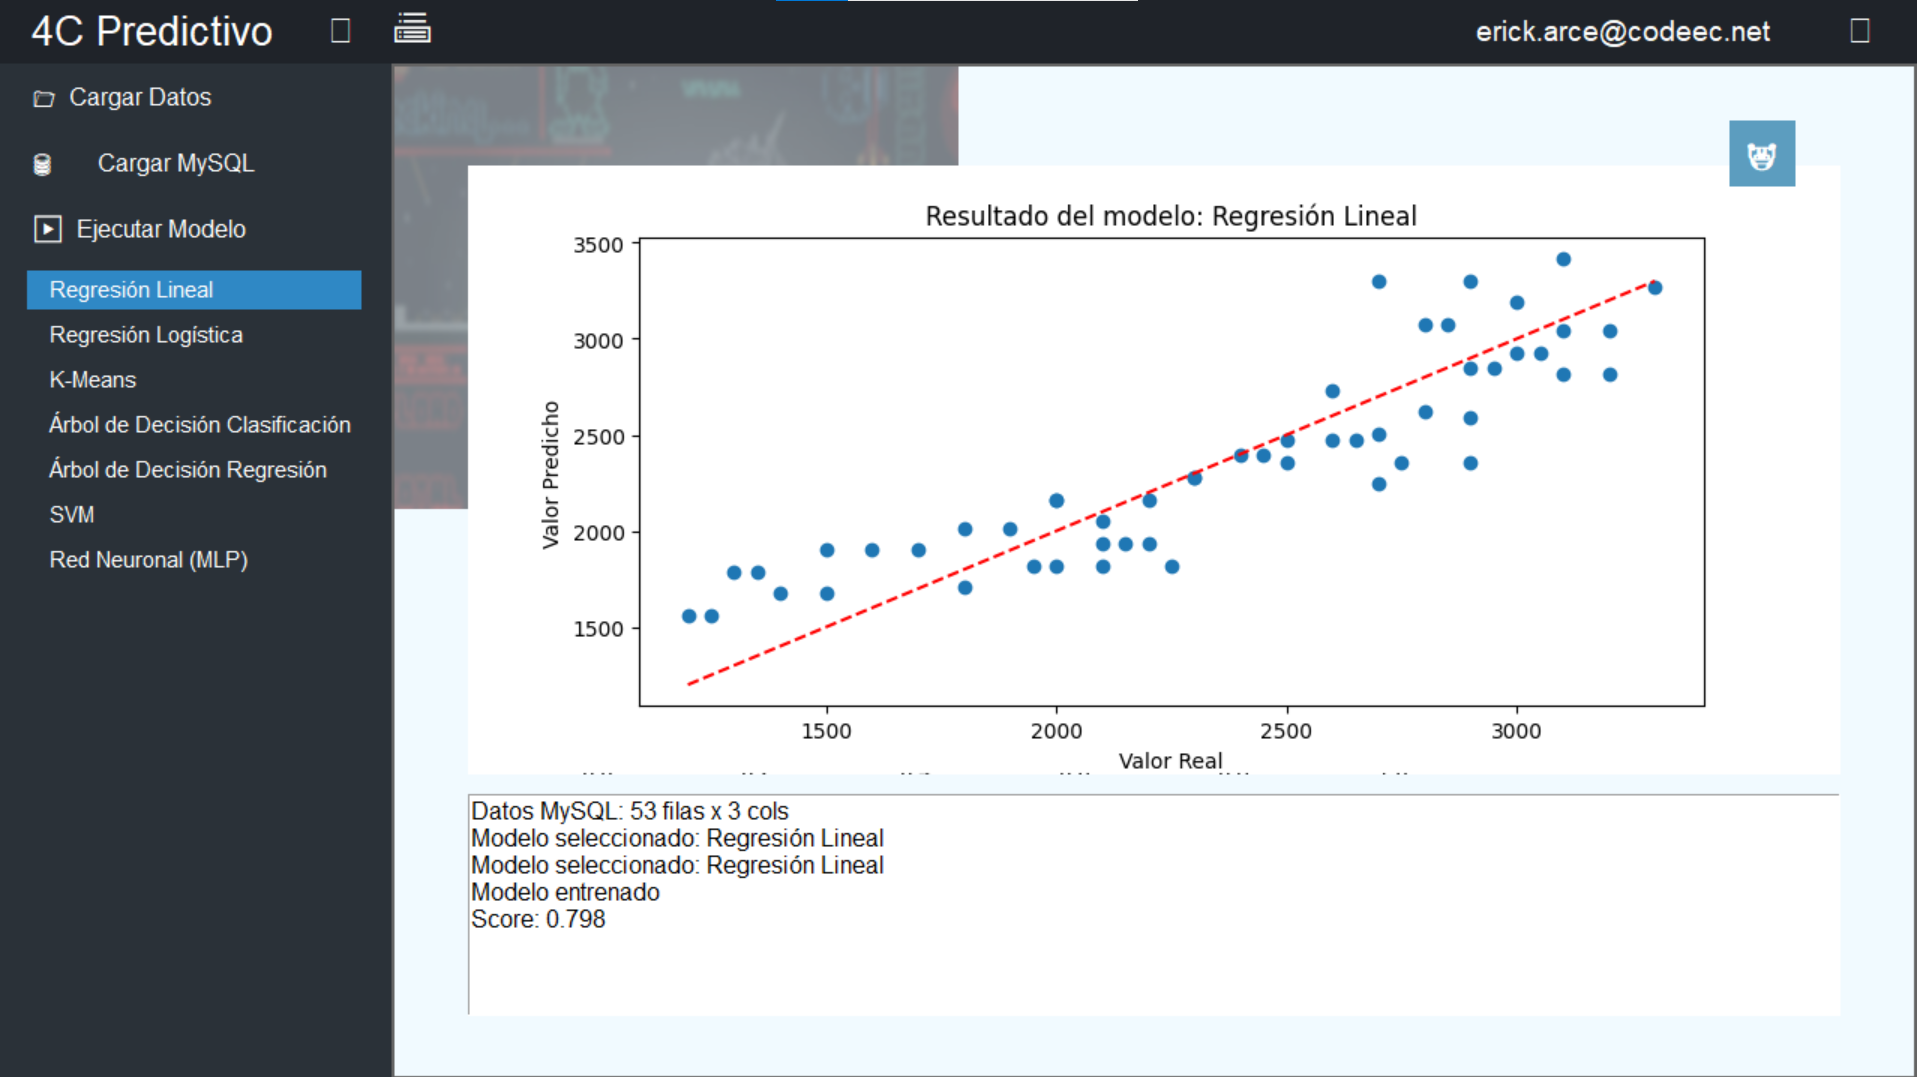 4C Predictivo
erick.arce@codeec.net
Cargar Datos
Cargar MySQL
Ejecutar Modelo
Regresión Lineal
Regresión Logística
K-Means
Árbol de Decisión Clasificación
Árbol de Decisión Regresión
SVM
Red Neuronal (MLP)
Resultado del modelo: Regresión Lineal
3500
3000
2500
2000
1500
Valor Predicho
1500 2000 2500 3000
Valor Real
Datos MySQL: 53 filas x 3 cols
Modelo seleccionado: Regresión Lineal
Modelo seleccionado: Regresión Lineal
Modelo entrenado
Score: 0.798